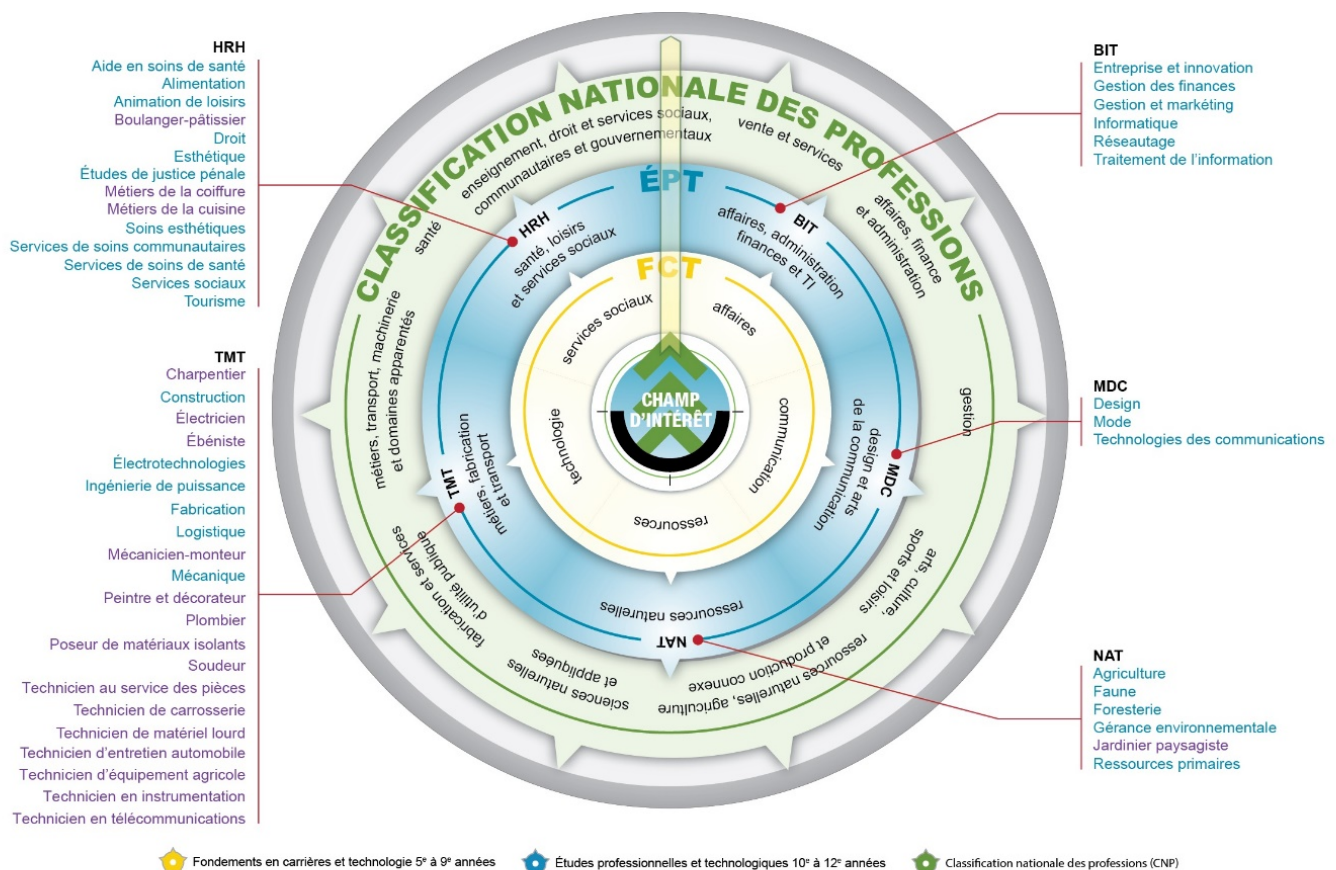 HRH
Aide en soins de santé
Alimentation
Animation de loisirs
Boulanger-pâtissier
Droit
Esthétique
Études de justice pénale
Métiers de la coiffure
Métiers de la cuisine
Soins esthétiques
Services de soins communautaires
Services de soins de santé
Services sociaux
Tourisme
TMT
Charpentier
Construction
Électricien
Ébéniste
Électrotechnologies
Ingénierie de puissance
Fabrication
Logistique
Mécanicien-monteur
Mécanique
Peintre et décorateur
Plombier
Poseur de matériaux isolants
Soudeur
Technicien au service des pièces
Technicien de carrosserie
Technicien de matériel lourd
Technicien d'entretien automobile
Technicien d'équipement agricole
Technicien en instrumentation
Technicien en télécommunications
CLASSIFICATION NATIONALE DES PROFESSIONS
enseignement, droit et services sociaux,
communautaires et gouvernementaux
vente et services
affaires, finance
et administration
gestion
arts, culture,
sports et loisirs
ressources naturelles, agriculture
et production connexe
sciences naturelles
et appliquées
fabrication et services
d'utilité publique
métiers, transport, machinerie
et domaines apparentés
santé
ÉPT
HRH
santé, loisirs
et services sociaux
BIT
affaires, administration
finances et TI
MDC
design et arts
de la communication
NAT
ressources naturelles
TMT
métiers, fabrication
et transport
FCT
services sociaux
affaires
communication
ressources
technologie
CHAMP
D'INTÉRÊT
BIT
Entreprise et innovation
Gestion des finances
Gestion et markéting
Informatique
Réseautage
Traitement de l'information
MDC
Design
Mode
Technologies des communications
NAT
Agriculture
Faune
Foresterie
Gérance environnementale
Jardinier paysagiste
Ressources primaires
Fondements en carrières et technologie 5e à 9e années
Études professionnelles et technologiques 10e à 12e années
Classification nationale des professions (CNP)